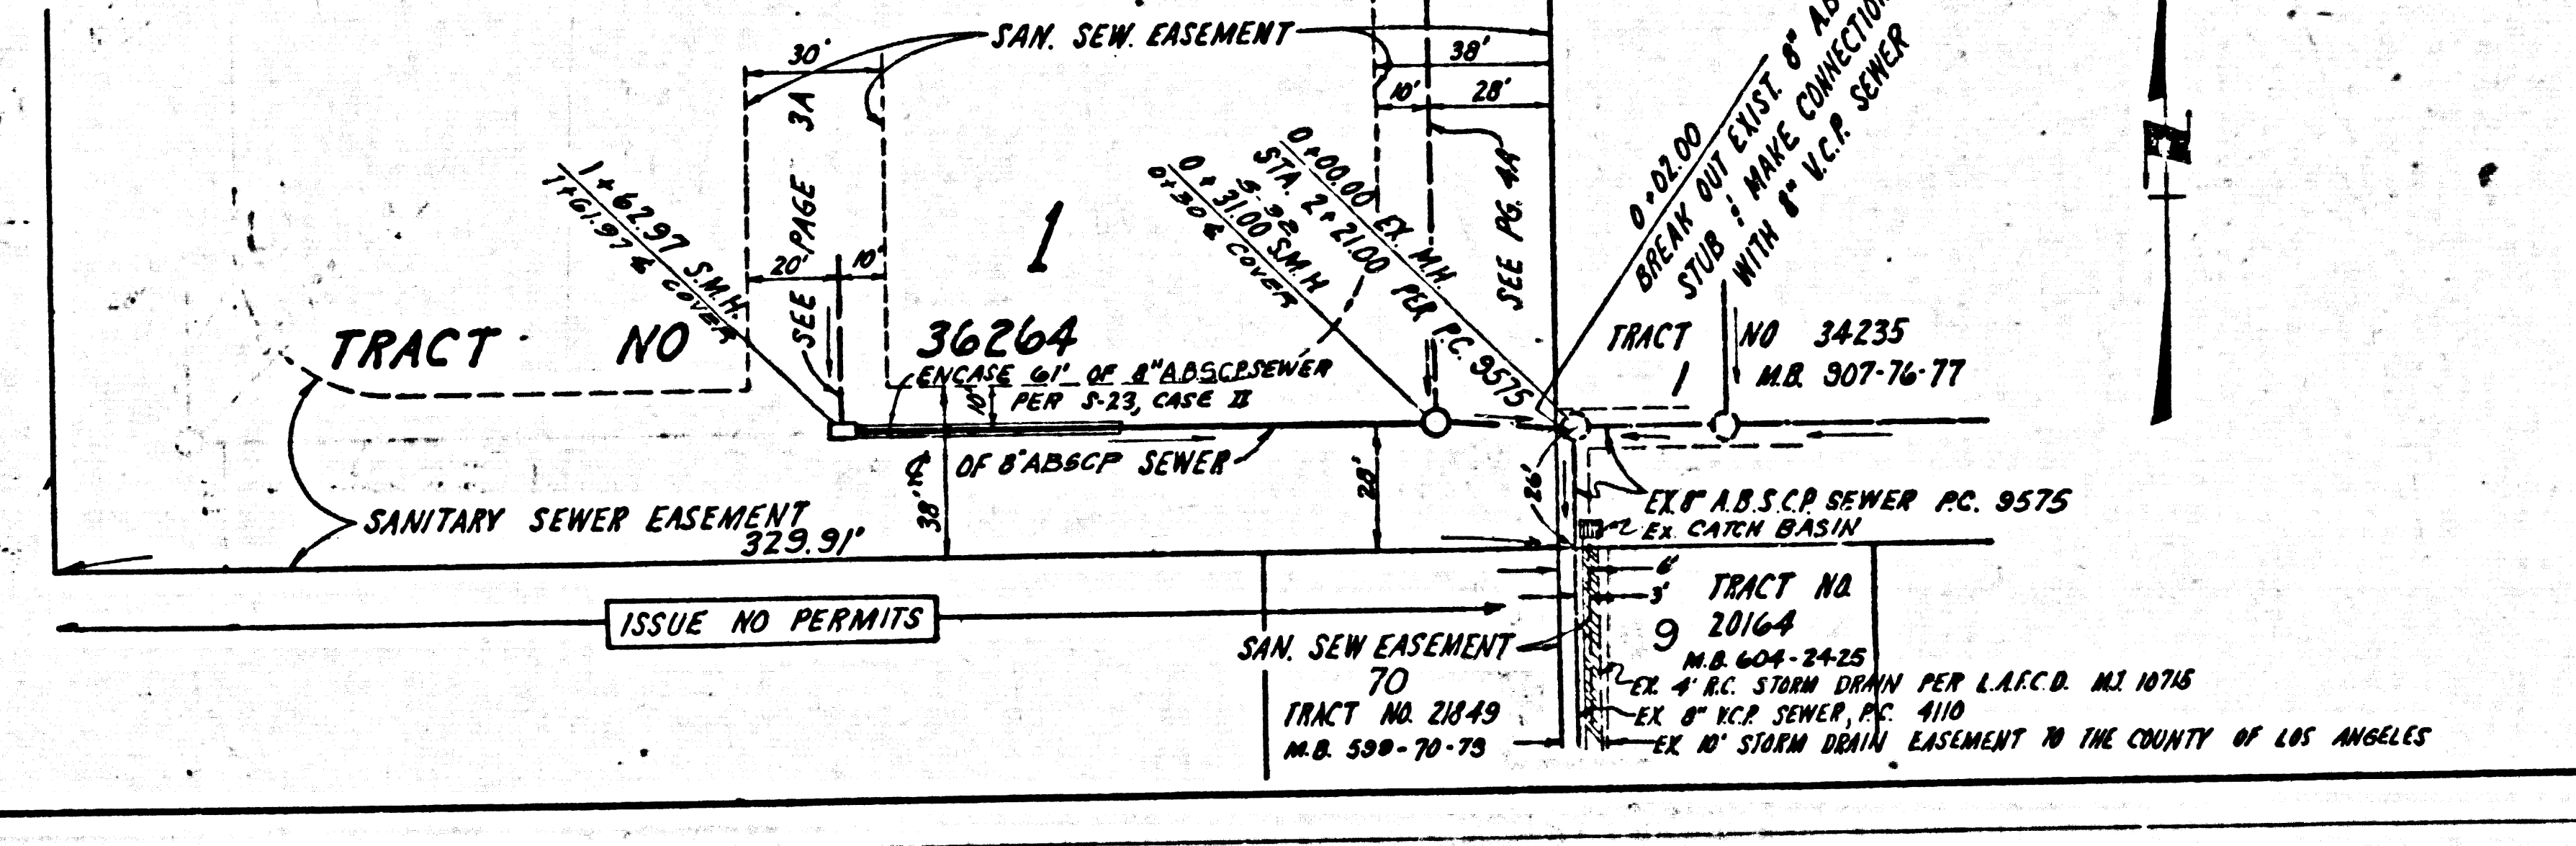 SAN. SEW. EASEMENT
30'
38'
10'
28'
SEE PAGE 3A
SEE PG. 4A
1+62.97 S.M.H.
1+61.97 ℄ COVER
20'
10'
1
0+00.00 EX. M.H.
STA. 2+21.00 PER P.C. 9575
S-32
0+31.00 S.M.H
0+30 ℄ COVER
0+02.00
BREAK OUT EXIST. 8"
STUB & MAKE CONNECTION
WITH 8" V.C.P. SEWER
TRACT NO
36264
TRACT NO 34235
1
M.B. 907-76-77
ENCASE 61' OF 8" ABSCP SEWER
PER S-23, CASE II
10'
℄ OF 8" ABSCP SEWER
38'
28'
26'
SANITARY SEWER EASEMENT
329.91'
EX 8" A.B.S.C.P. SEWER P.C. 9575
EX. CATCH BASIN
ISSUE NO PERMITS
6'
3'
TRACT NO.
20164
9
M.B. 604-24-25
SAN. SEW EASEMENT
70
TRACT NO. 21849
M.B. 599-70-73
EX. 4' R.C. STORM DRAIN PER L.A.F.C.D. M.I. 10715
EX 8" V.C.P. SEWER, P.C. 4110
EX 10' STORM DRAIN EASEMENT TO THE COUNTY OF LOS ANGELES